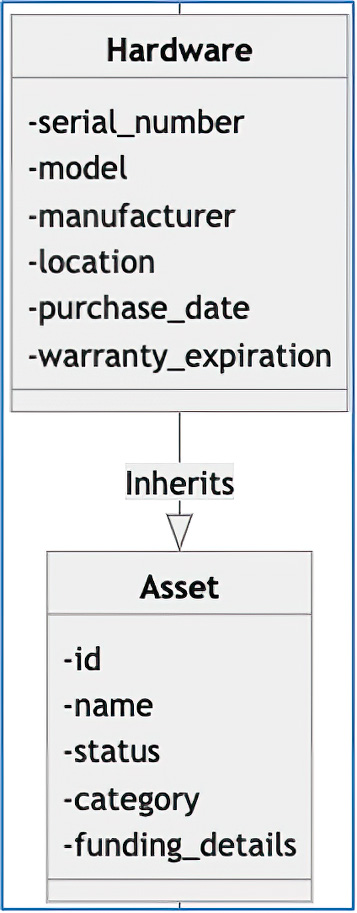 Hardware
-serial_number
-model
-manufacturer
-location
-purchase_date
-warranty_expiration
Inherits
Asset
-id
-name
-status
-category
-funding_details